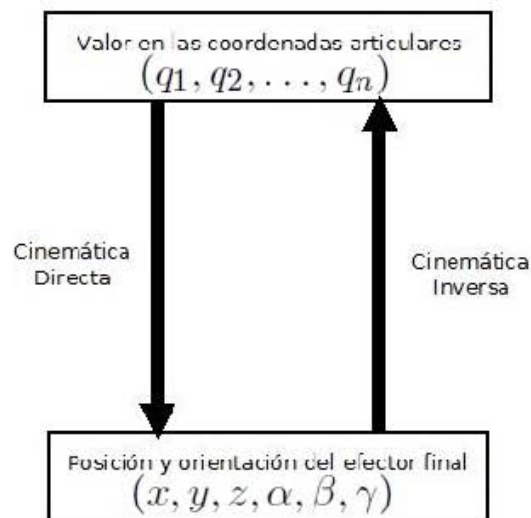 Valor en las coordenadas articulares
(q1, q2, . . . , qn)
Cinemática
Directa
Cinemática
Inversa
Posición y orientación del efector final
(x, y, z, α, β, γ)